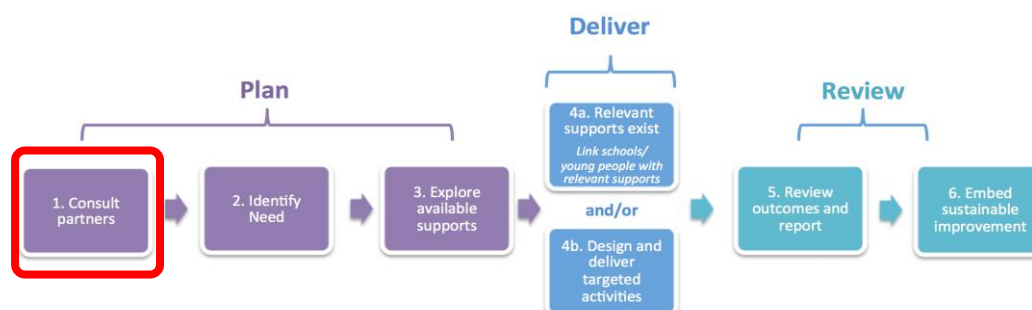 Deliver
Plan
Review
1. Consult
partners
2. Identify
Need
3. Explore
available
supports
4a. Relevant
supports exist
Link schools/
young people with
relevant supports
and/or
4b. Design and
deliver
targeted
activities
5. Review
outcomes and
report
6. Embed
sustainable
improvement